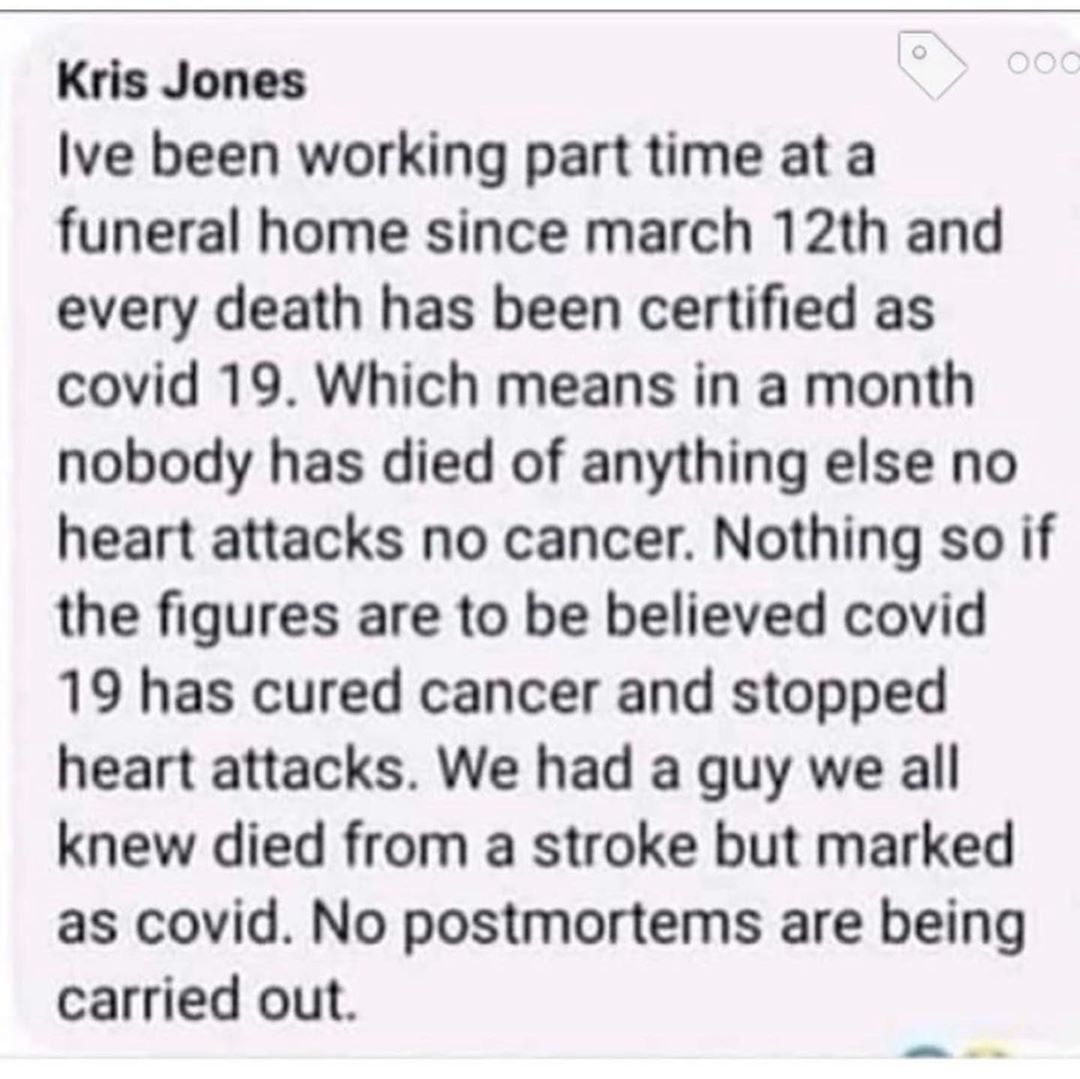 Kris Jones
Ive been working part time at a
funeral home since march 12th and
every death has been certified as
covid 19. Which means in a month
nobody has died of anything else no
heart attacks no cancer. Nothing so if
the figures are to be believed covid
19 has cured cancer and stopped
heart attacks. We had a guy we all
knew died from a stroke but marked
as covid. No postmortems are being
carried out.